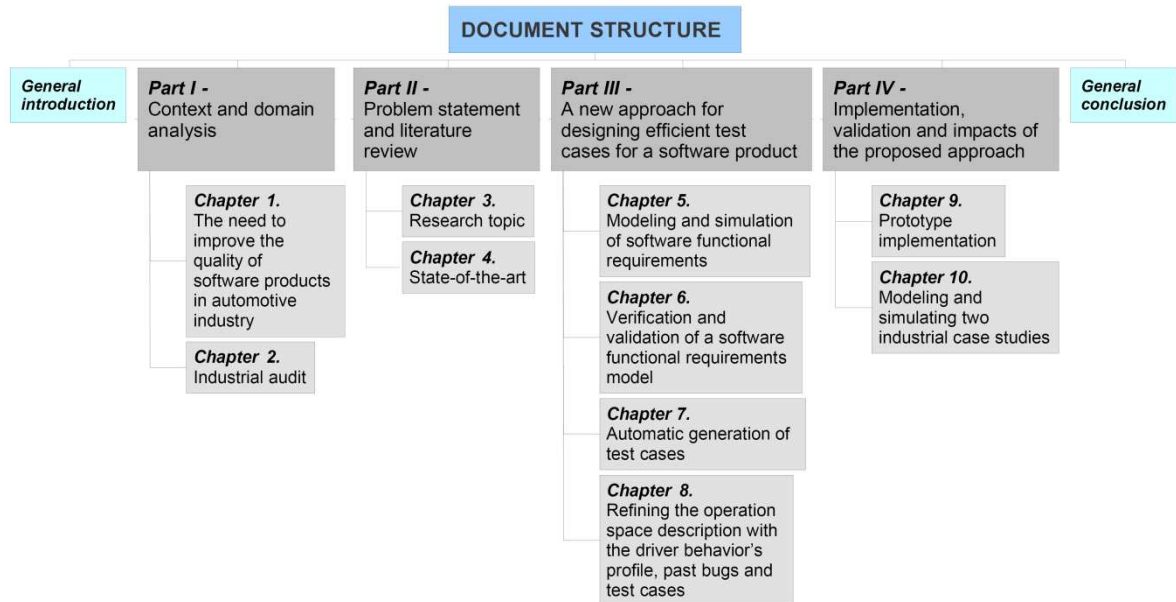 DOCUMENT STRUCTURE
General
introduction
Part I -
Context and domain
analysis
Chapter 1.
The need to
improve the
quality of
software products
in automotive
industry
Chapter 2.
Industrial audit
Part II -
Problem statement
and literature
review
Chapter 3.
Research topic
Chapter 4.
State-of-the-art
Part III -
A new approach for
designing efficient test
cases for a software product
Chapter 5.
Modeling and simulation
of software functional
requirements
Chapter 6.
Verification and
validation of a software
functional requirements
model
Chapter 7.
Automatic generation of
test cases
Chapter 8.
Refining the operation
space description with
the driver behavior's
profile, past bugs and
test cases
Part IV -
Implementation,
validation and impacts of
the proposed approach
Chapter 9.
Prototype
implementation
Chapter 10.
Modeling and
simulating two
industrial case studies
General
conclusion